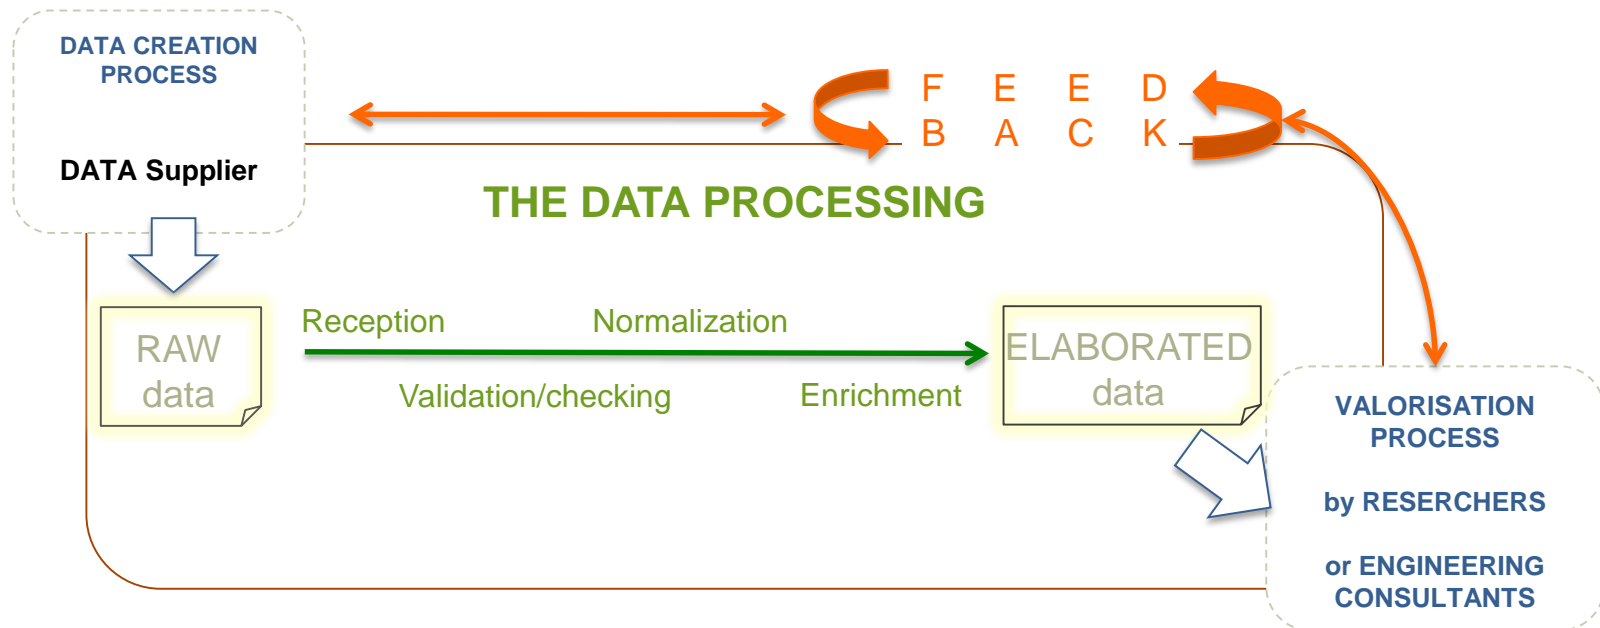 DATA CREATION
PROCESS
DATA Supplier
F E E D
B A C K
THE DATA PROCESSING
RAW
data
Reception
Normalization
Validation/checking
Enrichment
ELABORATED
data
VALORISATION
PROCESS
by RESERCHERS
or ENGINEERING
CONSULTANTS